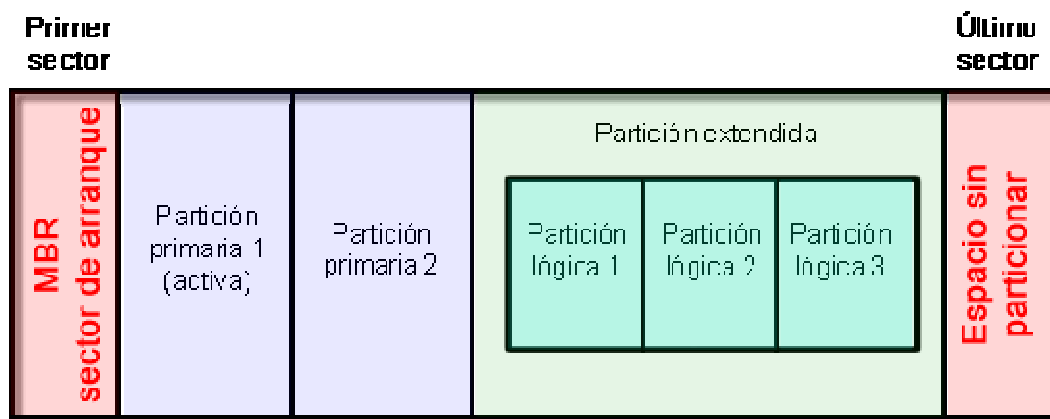 Primer
sector
Último
sector
MBR
sector de arranque
Partición
primaria 1
(activa)
Partición
primaria 2
Partición extendida
Partición
lógica 1
Partición
lógica 2
Partición
lógica 3
Espacio sin
particionar